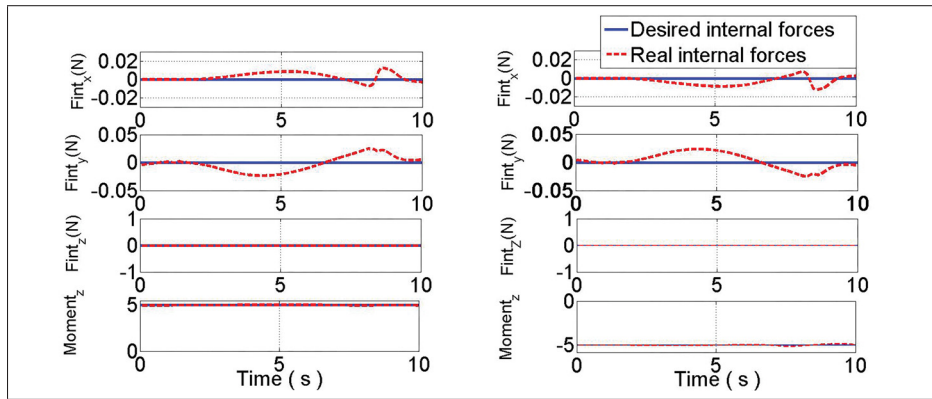 Desired internal forces
Real internal forces
Fint_x(N)
0.02
0
-0.02
0 5 10
Fint_y(N)
0.05
0
-0.05
0 5 10
Fint_z(N)
1
0
-1
0 5 10
Moment_z
5
0
0 5 10
Time ( s )
Fint_x(N)
0.02
0
-0.02
0 5 10
Fint_y(N)
0.05
0
-0.05
0 5 10
Fint_Z(N)
1
0
-1
0 5 10
Moment_z
0
-5
0 5 10
Time ( s )